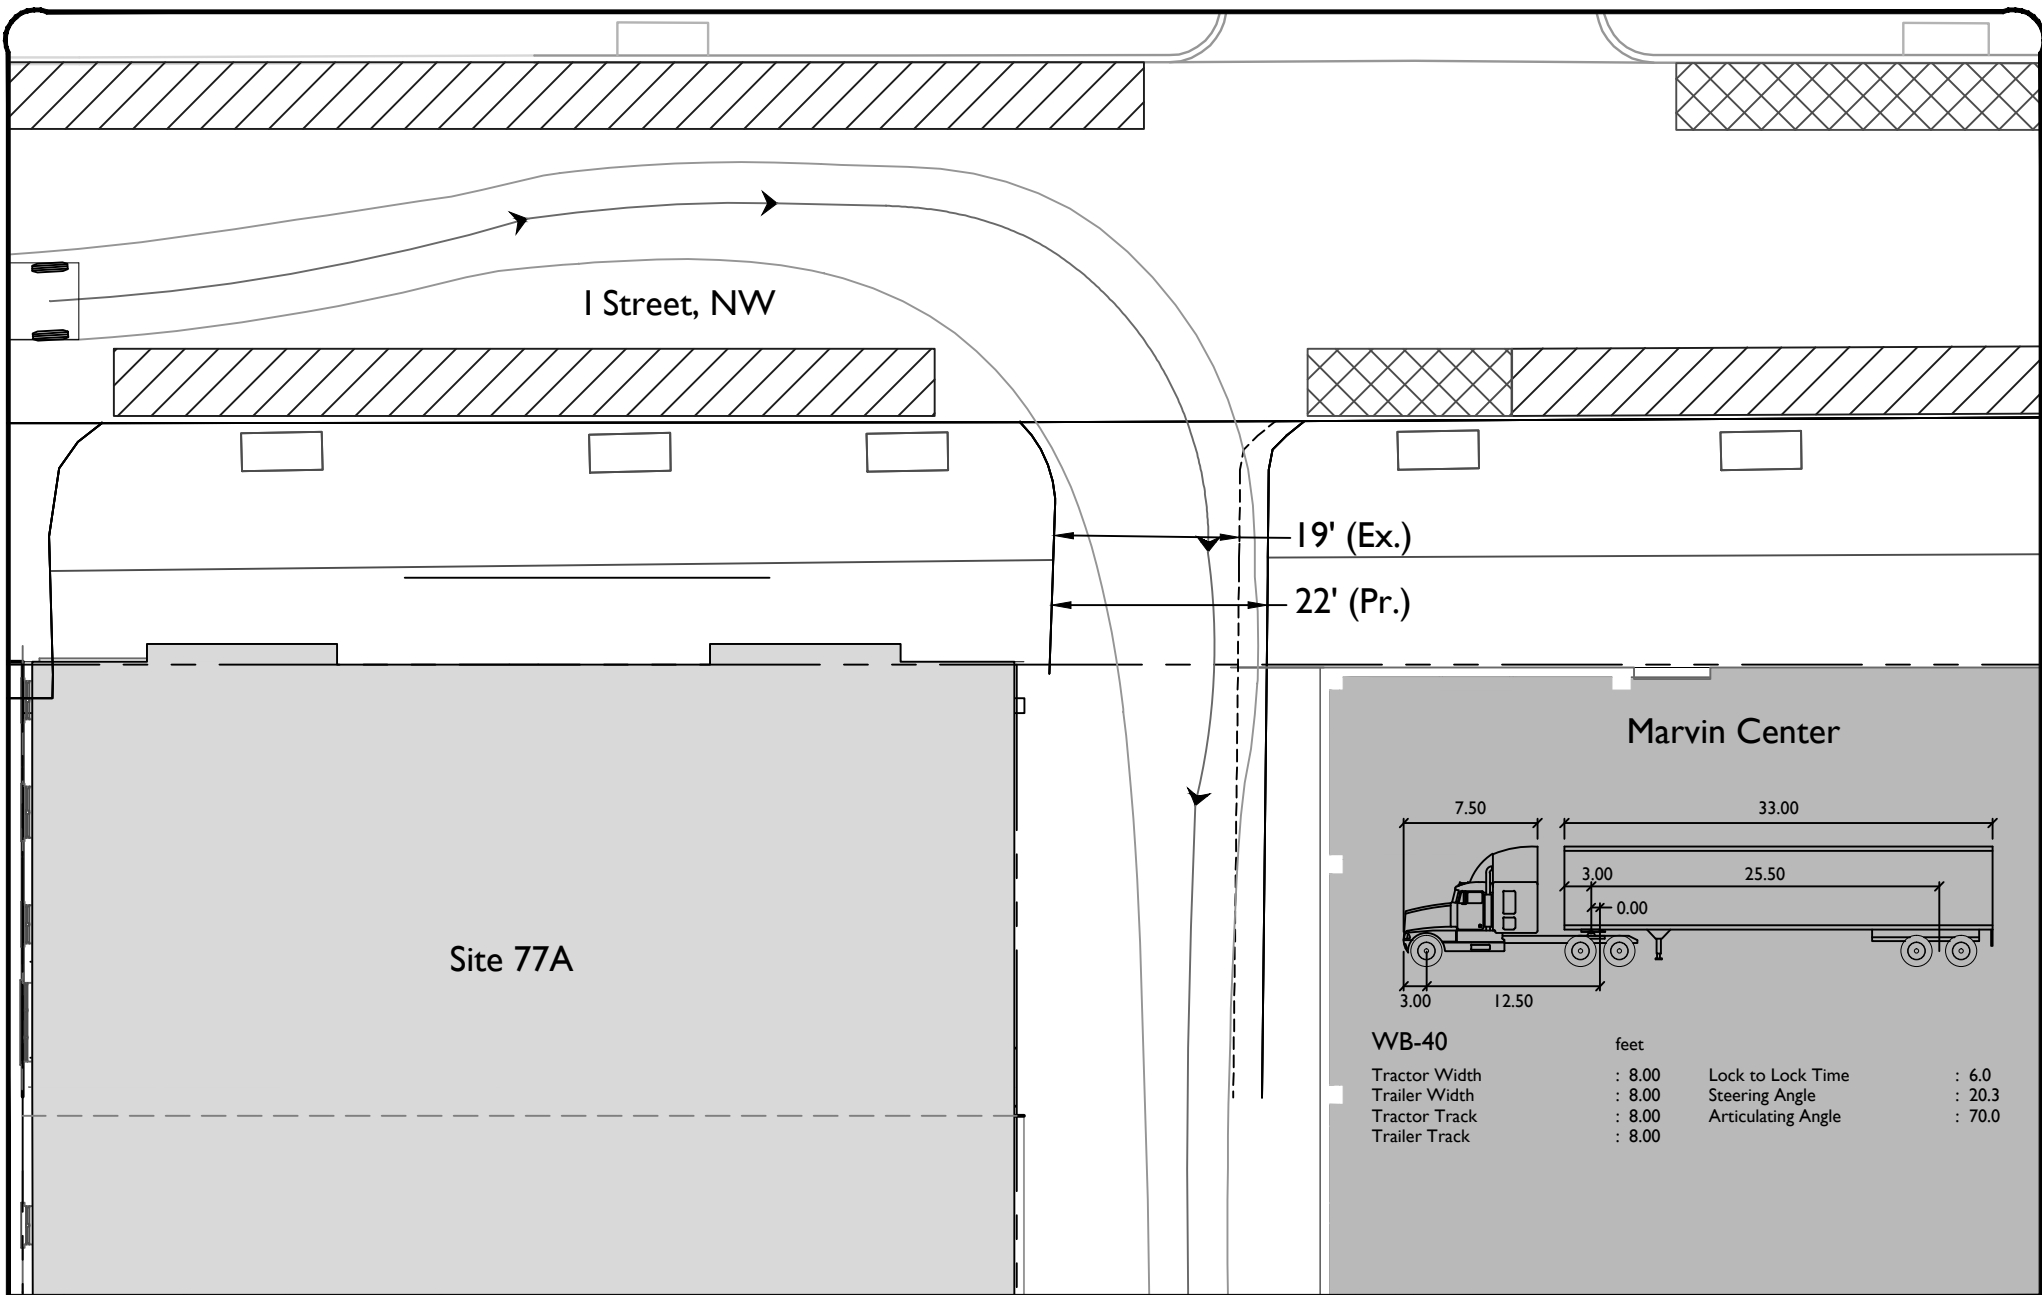 I Street, NW
19' (Ex.)
22' (Pr.)
Marvin Center
7.50 33.00
3.00 25.50
0.00
3.00 12.50
Site 77A
WB-40 feet
Tractor Width : 8.00 Lock to Lock Time : 6.0
Trailer Width : 8.00 Steering Angle : 20.3
Tractor Track : 8.00 Articulating Angle : 70.0
Trailer Track : 8.00